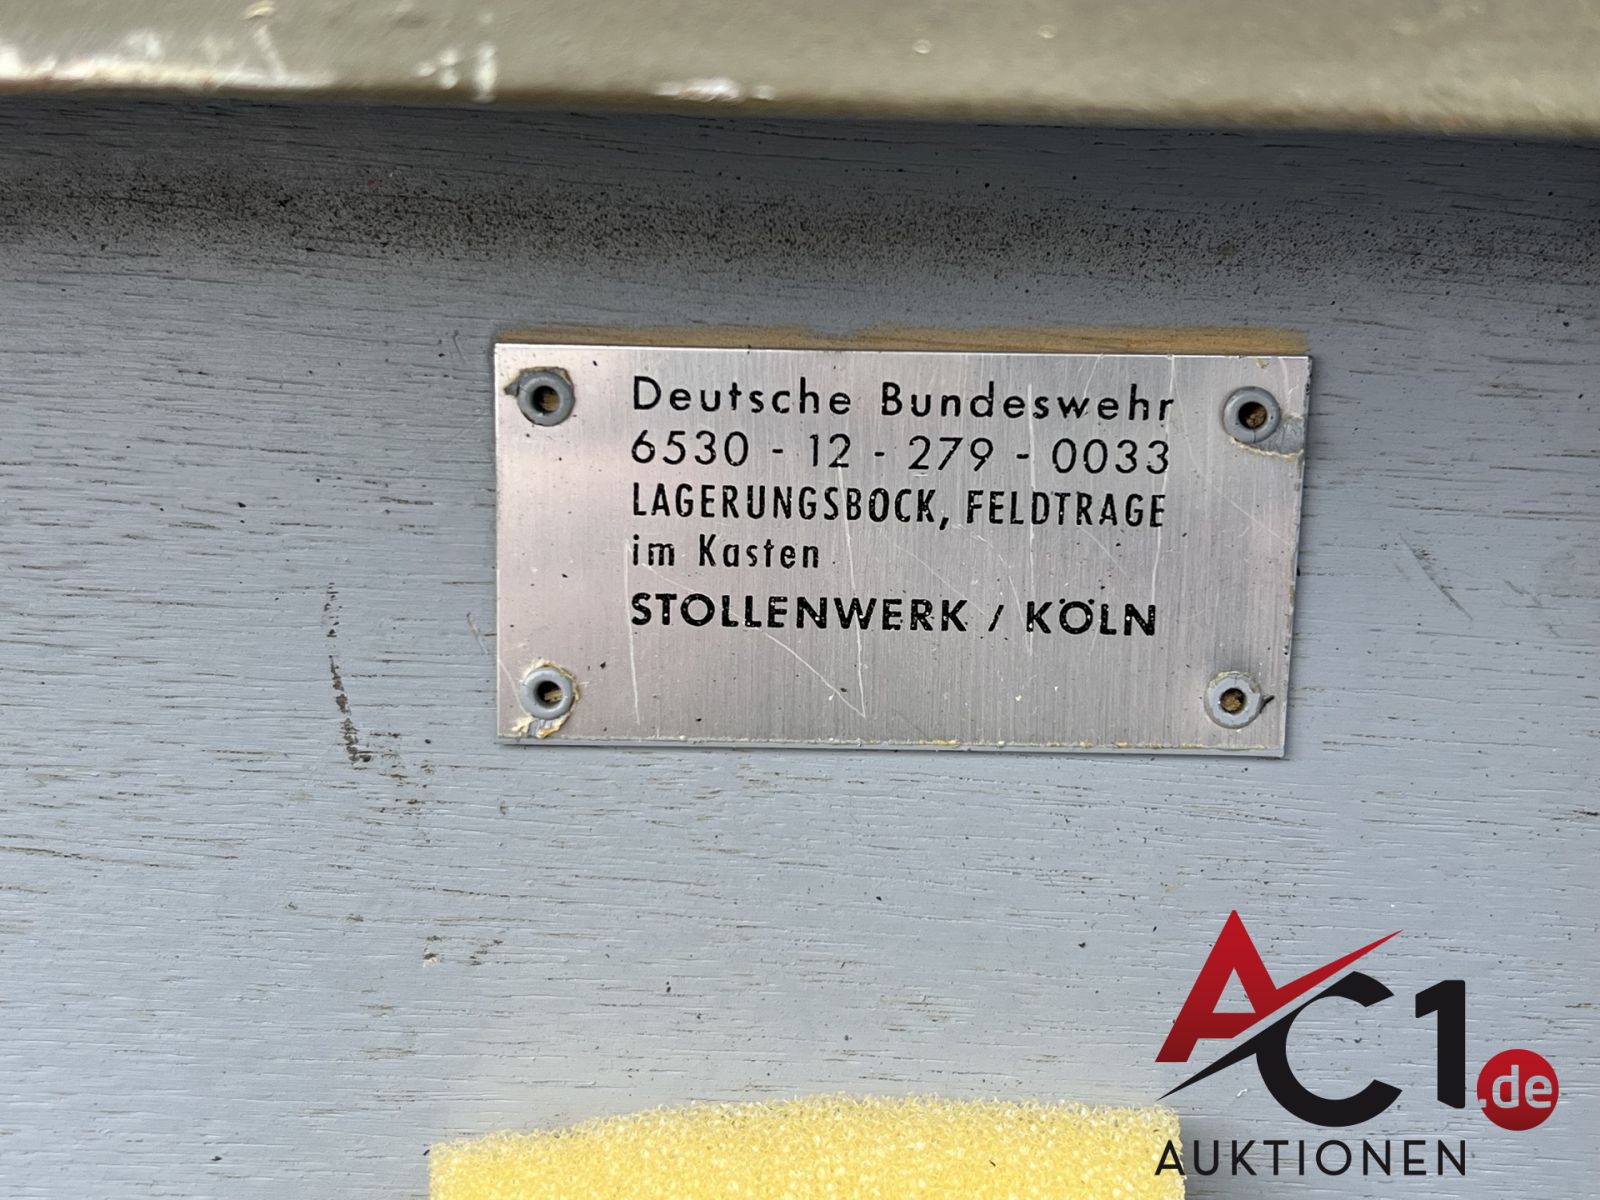 Deutsche Bundeswehr
6530 - 12 - 279 - 0033
LAGERUNGSBOCK, FELDTRAGE
im Kasten
STOLLENWERK / KÖLN
AC1.de
AUKTIONEN